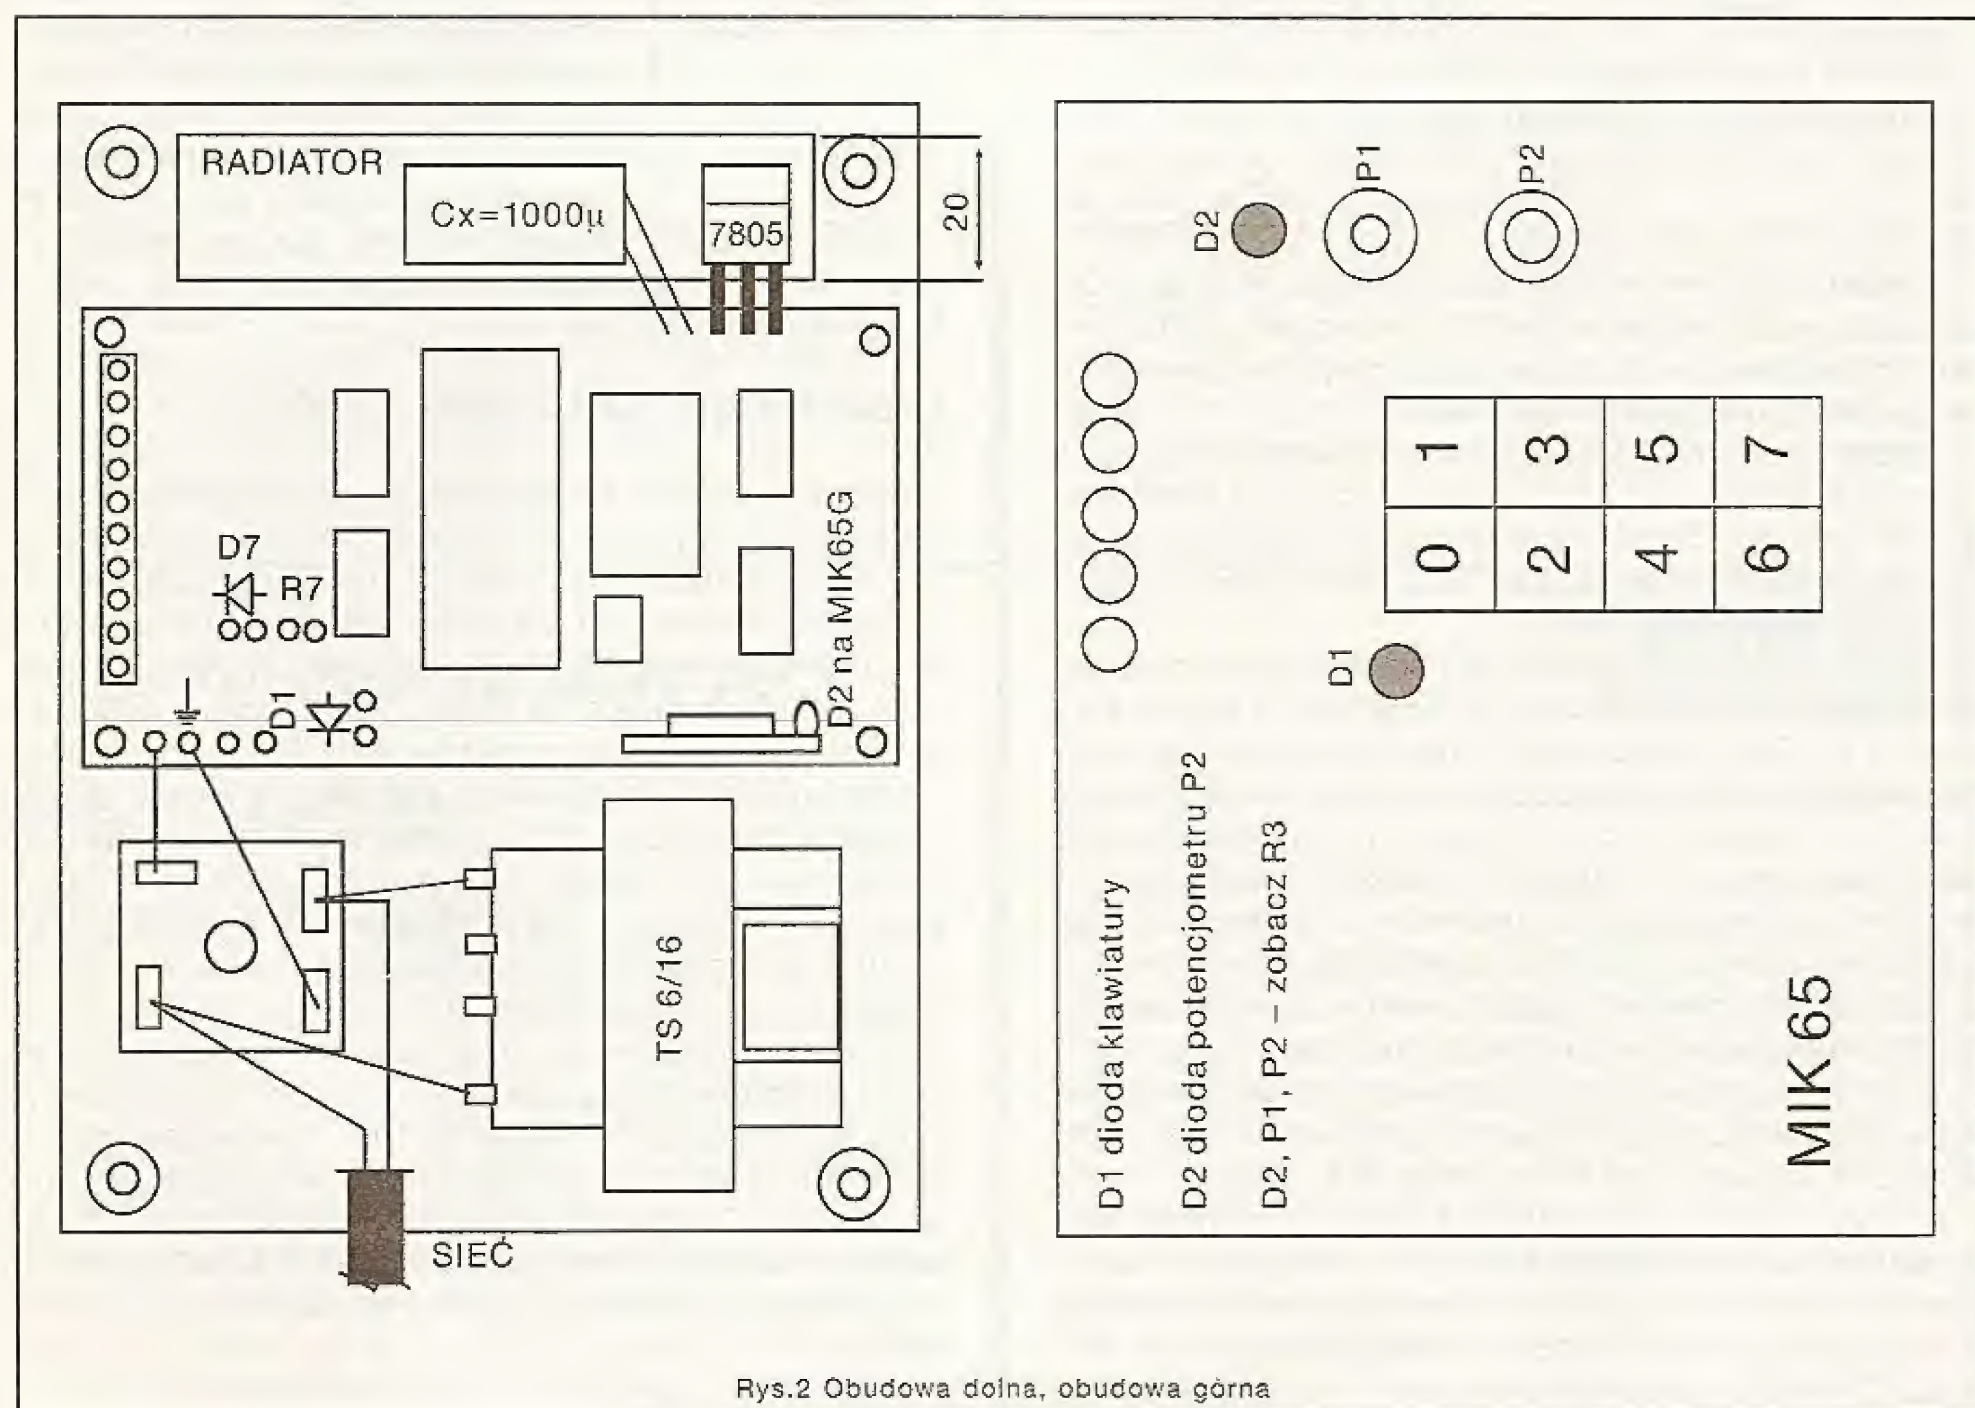 RADIATOR
Cx=1000µ
7805
20
D7
R7
D1
D2 na MIK65G
TS 6/16
SIEĆ
D2
P1
P2
1 3 5 7
0 2 4 6
D1
D1 dioda klawiatury
D2 dioda potencjometru P2
D2, P1, P2 – zobacz R3
MIK 65
Rys.2 Obudowa dolna, obudowa górna